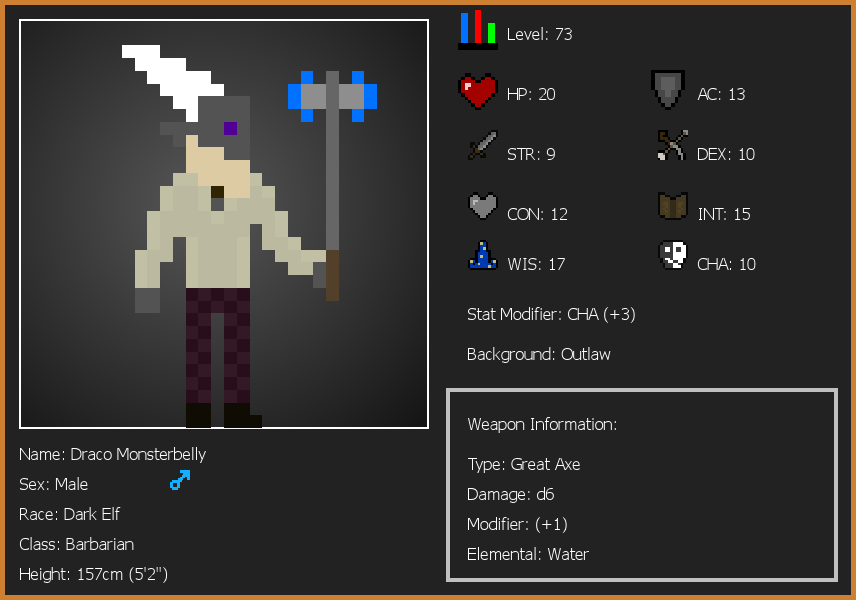 Level: 73
HP: 20
AC: 13
STR: 9
DEX: 10
CON: 12
INT: 15
WIS: 17
CHA: 10
Stat Modifier: CHA (+3)
Background: Outlaw
Weapon Information:
Type: Great Axe
Damage: d6
Modifier: (+1)
Elemental: Water
Name: Draco Monsterbelly
Sex: Male
Race: Dark Elf
Class: Barbarian
Height: 157cm (5'2")